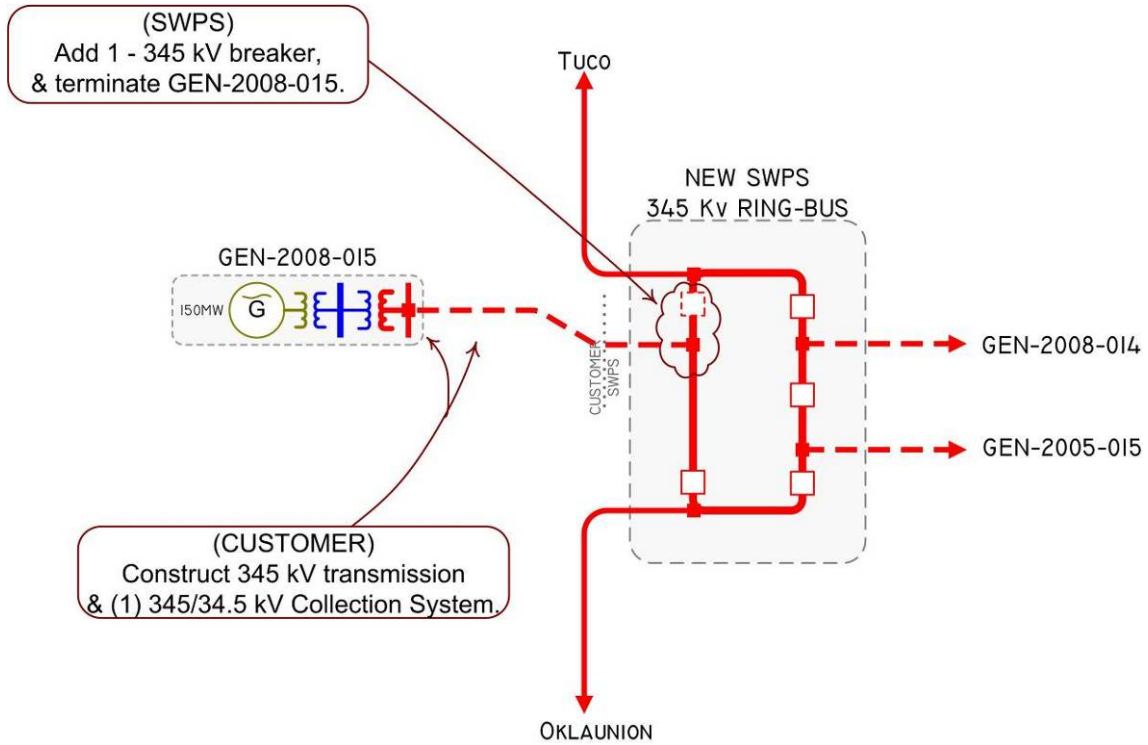 (SWPS)
Add 1 - 345 kV breaker,
& terminate GEN-2008-015.
TUCO
NEW SWPS
345 Kv RING-BUS
GEN-2008-015
150MW
G
CUSTOMER
SWPS
GEN-2008-014
GEN-2005-015
(CUSTOMER)
Construct 345 kV transmission
& (1) 345/34.5 kV Collection System.
OKLAUNION